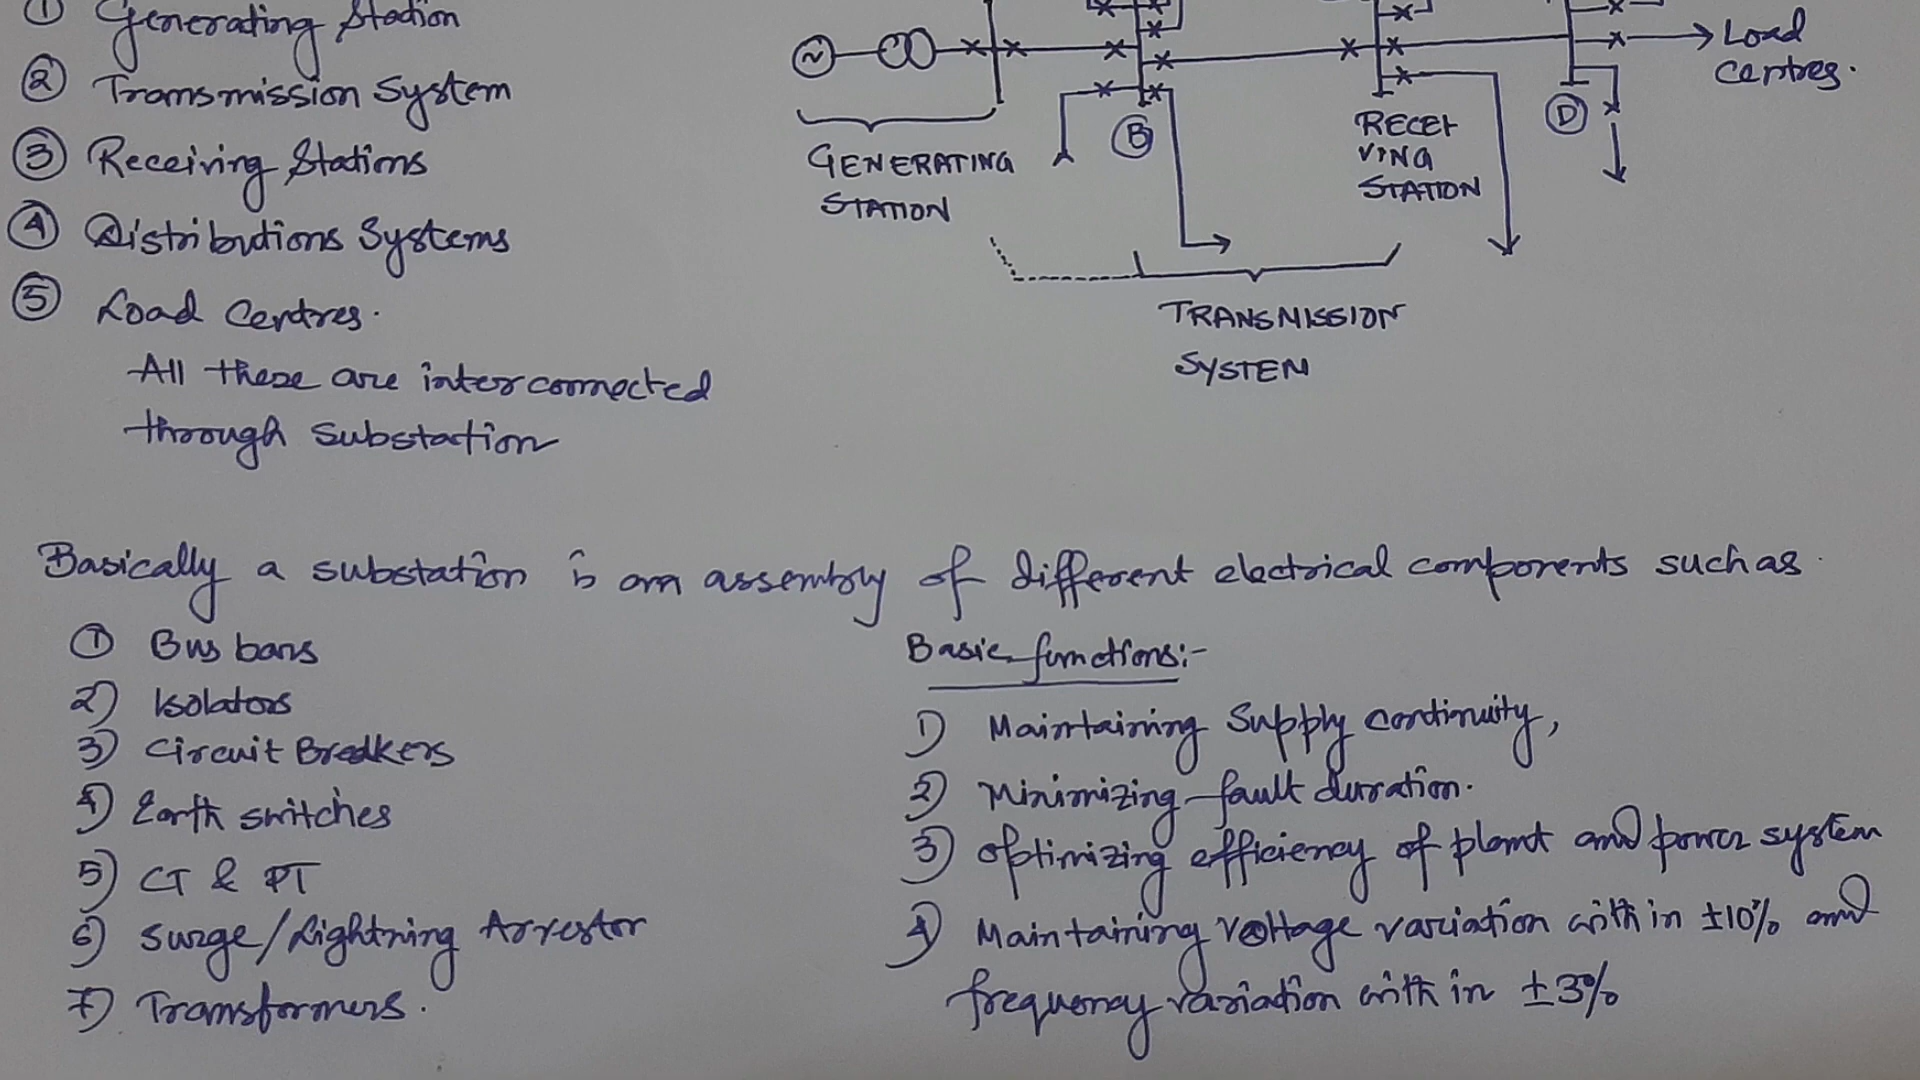 ① Generating Station
② Transmission System
③ Receiving Stations
④ Distributions Systems
⑤ Load Centres.
All these are interconnected
through substation
~
GENERATING
STATION
B
RECEI
VING
STATION
D
Load
Centres.
TRANSMISSION
SYSTEM
Basically a substation is an assembly of different electrical components such as
① Bus bars
2) Isolators
3) Circuit Breakers
4) Earth switches
5) CT & PT
6) Surge/Lightning Arrestor
7) Transformers.
Basic functions:-
1) Maintaining Supply continuity,
2) Minimizing fault duration.
3) Optimizing efficiency of plant and power system
4) Maintaining voltage variation with in ±10% and
frequency variation with in ±3%